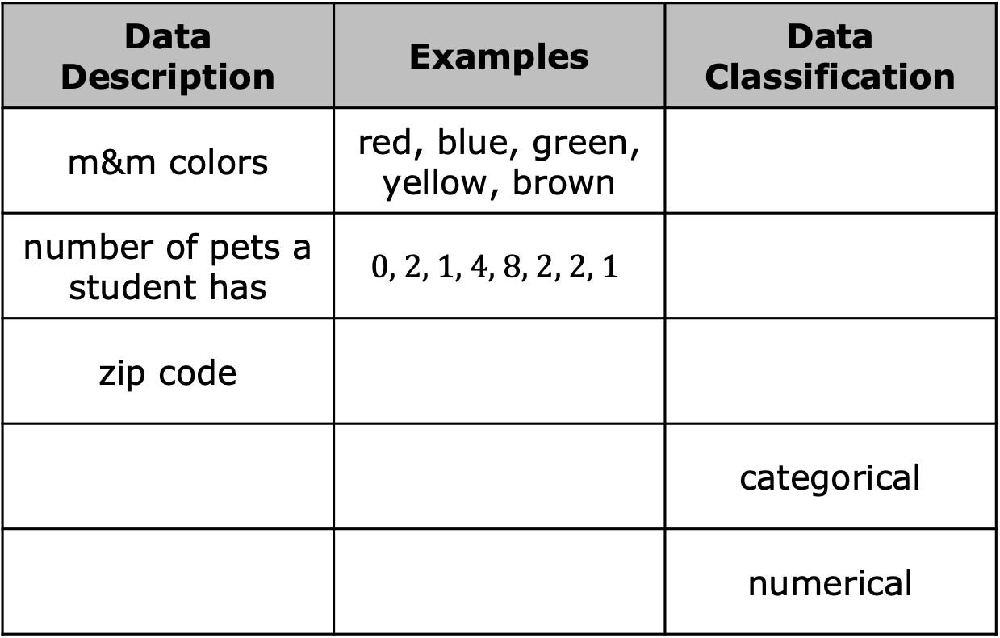 Data
Description
Examples
Data
Classification
m&m colors
red, blue, green,
yellow, brown
number of pets a
student has
0, 2, 1, 4, 8, 2, 2, 1
zip code
categorical
numerical